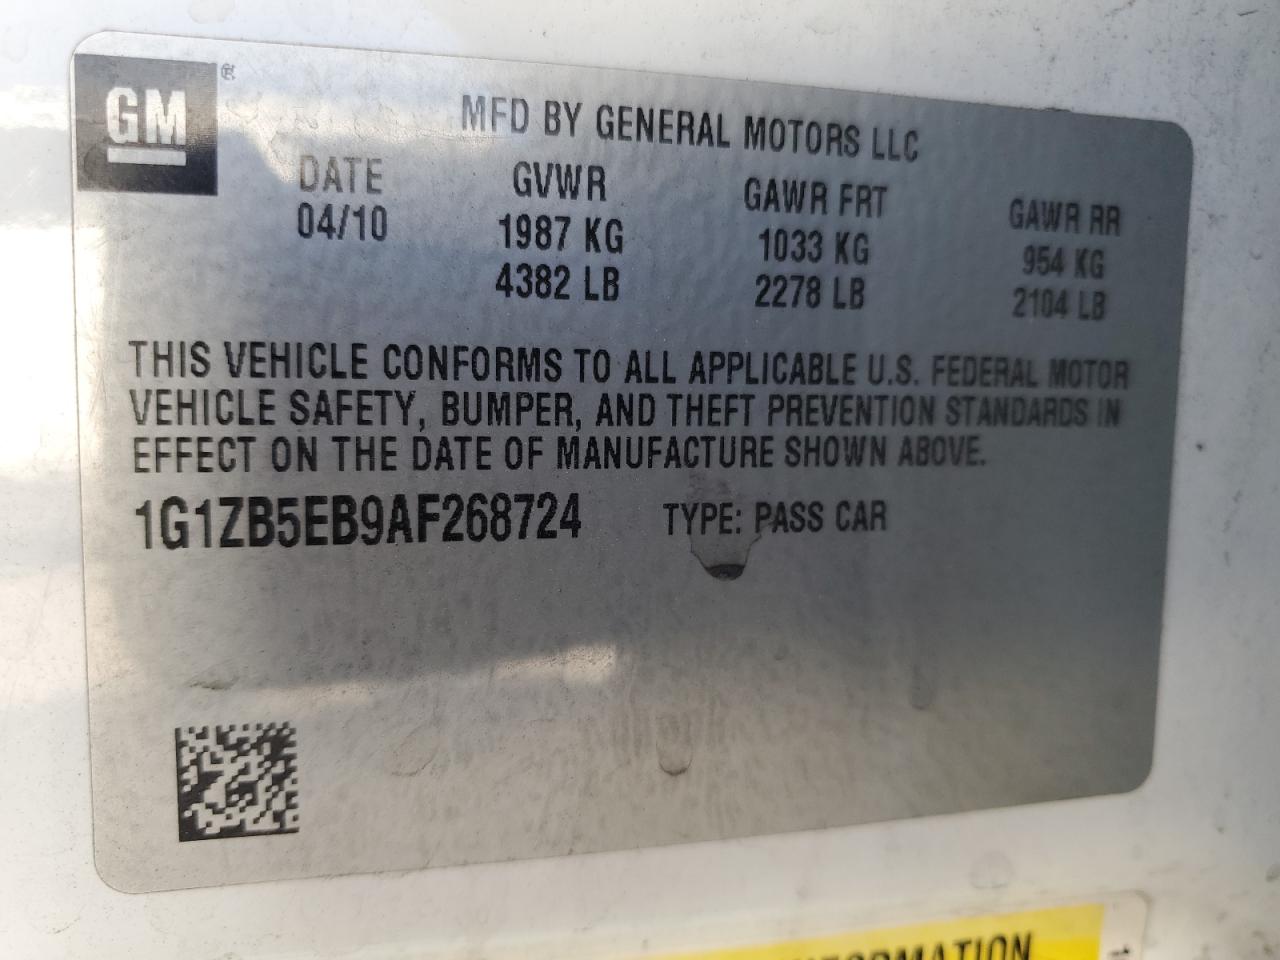 GM ®
MFD BY GENERAL MOTORS LLC
DATE GVWR GAWR FRT GAWR RR
04/10 1987 KG 1033 KG 954 KG
4382 LB 2278 LB 2104 LB
THIS VEHICLE CONFORMS TO ALL APPLICABLE U.S. FEDERAL MOTOR
VEHICLE SAFETY, BUMPER, AND THEFT PREVENTION STANDARDS IN
EFFECT ON THE DATE OF MANUFACTURE SHOWN ABOVE.
1G1ZB5EB9AF268724 TYPE: PASS CAR